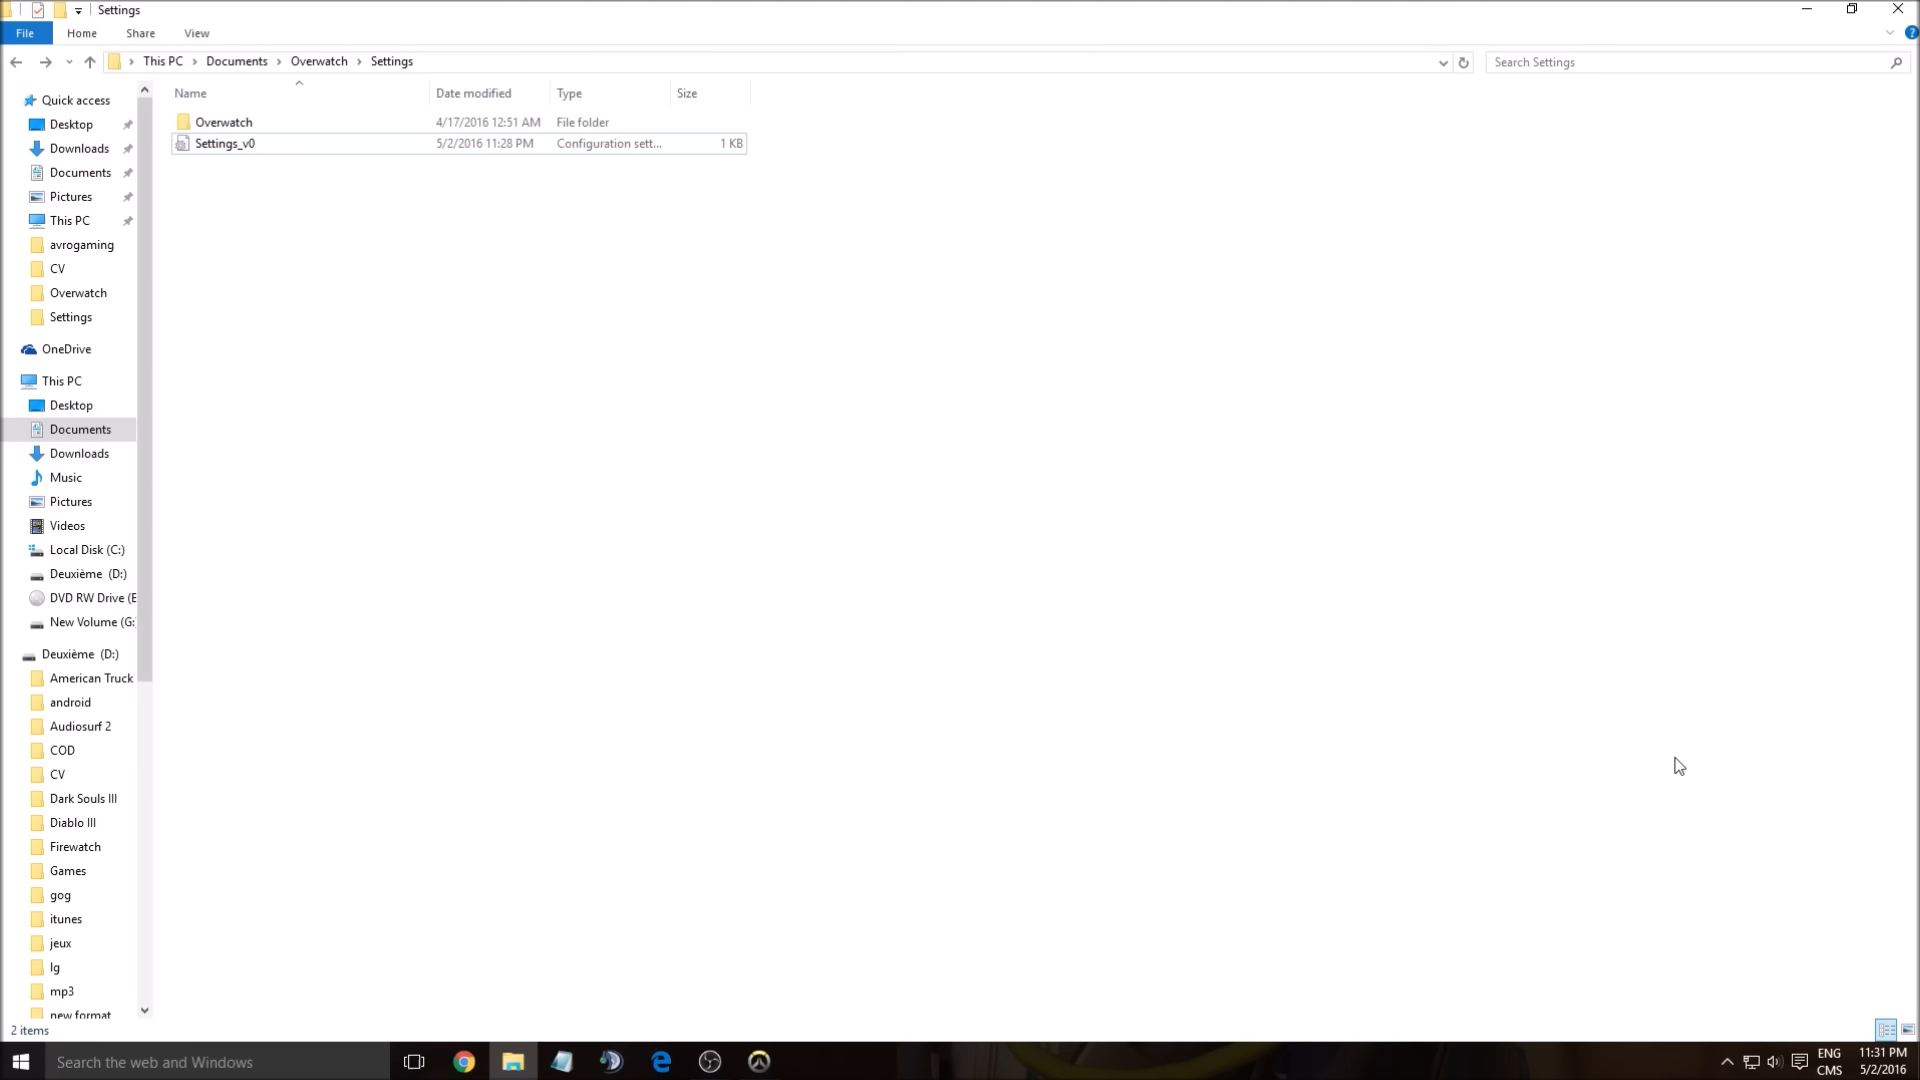 Settings
File Home Share View
This PC Documents Overwatch Settings
Search Settings
Name Date modified Type Size
Overwatch 4/17/2016 12:51 AM File folder
Settings_v0 5/2/2016 11:28 PM Configuration sett... 1 KB
Quick access
Desktop
Downloads
Documents
Pictures
This PC
avrogaming
CV
Overwatch
Settings
OneDrive
This PC
Desktop
Documents
Downloads
Music
Pictures
Videos
Local Disk (C:)
Deuxième (D:)
DVD RW Drive (E
New Volume (G:
Deuxième (D:)
American Truck
android
Audiosurf 2
COD
CV
Dark Souls III
Diablo III
Firewatch
Games
gog
itunes
jeux
lg
mp3
new format
2 items
Search the web and Windows
ENG
CMS
11:31 PM
5/2/2016